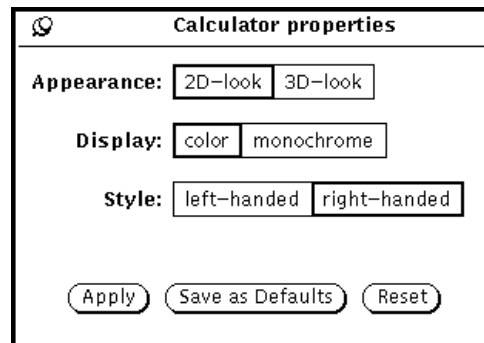 Calculator properties
Appearance: 2D-look 3D-look
Display: color monochrome
Style: left-handed right-handed
Apply Save as Defaults Reset